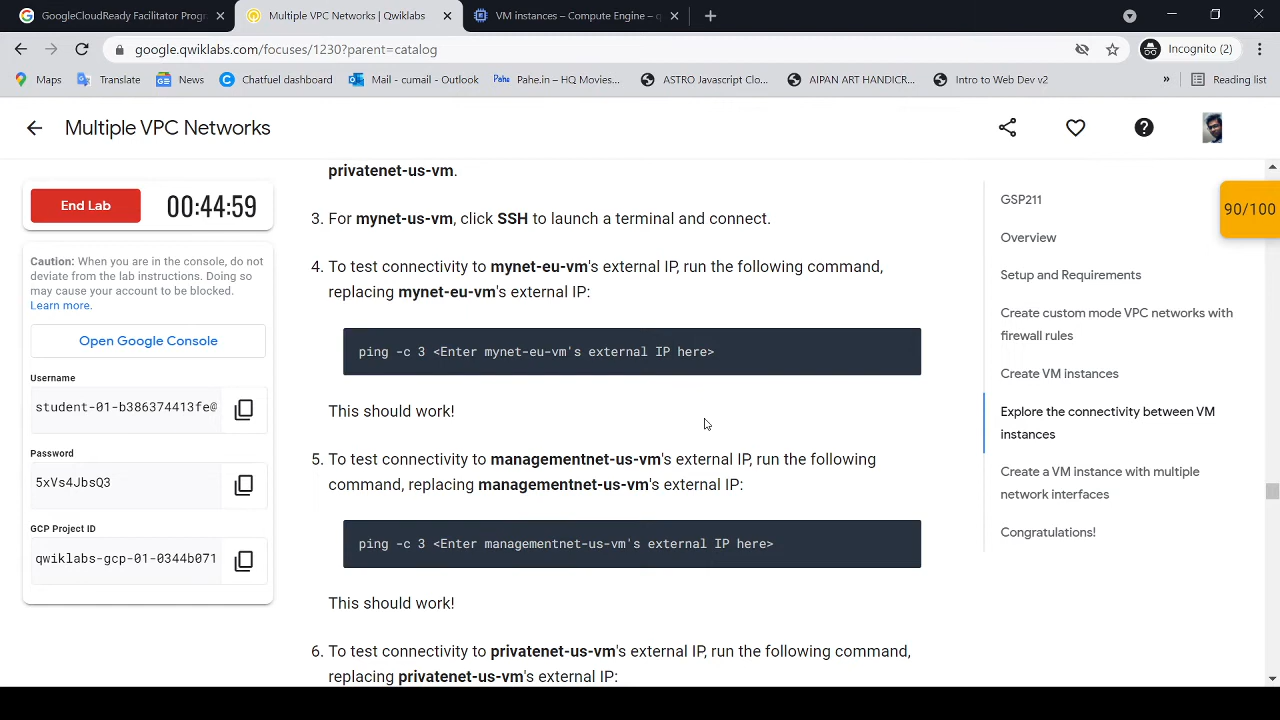 GoogleCloudReady Facilitator Progr
Multiple VPC Networks | Qwiklabs
VM instances – Compute Engine – q
google.qwiklabs.com/focuses/1230?parent=catalog
Incognito (2)
Maps
Translate
News
Chatfuel dashboard
Mail - cumail - Outlook
Pahe.in – HQ Movies...
ASTRO Javascript Clo...
AIPAN ART(HANDICR...
Intro to Web Dev v2
»
Reading list
Multiple VPC Networks
End Lab
00:44:59
Caution: When you are in the console, do not
deviate from the lab instructions. Doing so
may cause your account to be blocked.
Learn more.
Open Google Console
Username
student-01-b386374413fe@
Password
5xVs4JbsQ3
GCP Project ID
qwiklabs-gcp-01-0344b071
privatenet-us-vm.
3. For mynet-us-vm, click SSH to launch a terminal and connect.
4. To test connectivity to mynet-eu-vm's external IP, run the following command,
replacing mynet-eu-vm's external IP:
ping -c 3 <Enter mynet-eu-vm's external IP here>
This should work!
5. To test connectivity to managementnet-us-vm's external IP, run the following
command, replacing managementnet-us-vm's external IP:
ping -c 3 <Enter managementnet-us-vm's external IP here>
This should work!
6. To test connectivity to privatenet-us-vm's external IP, run the following command,
replacing privatenet-us-vm's external IP:
GSP211
Overview
Setup and Requirements
Create custom mode VPC networks with
firewall rules
Create VM instances
Explore the connectivity between VM
instances
Create a VM instance with multiple
network interfaces
Congratulations!
90/100